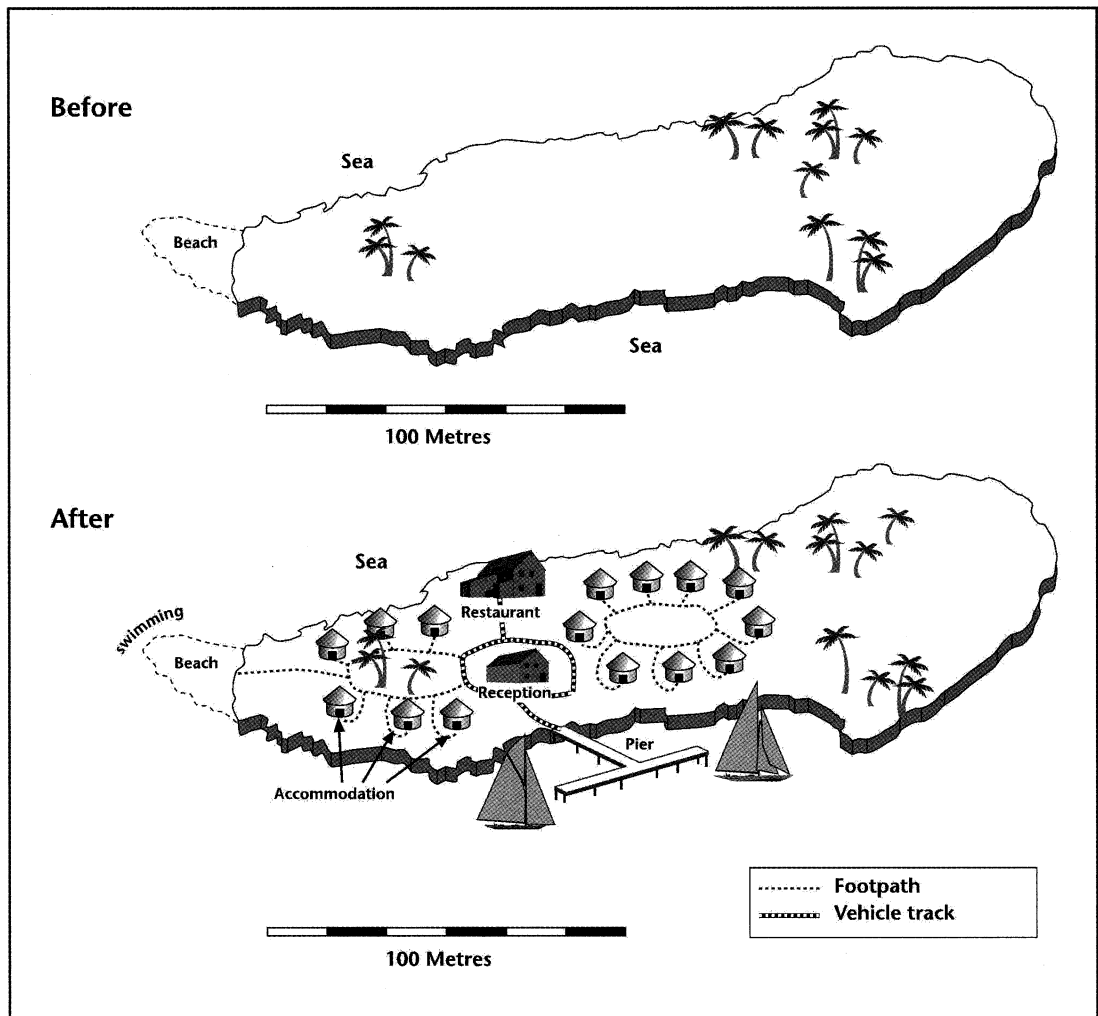 Before
Sea
Beach
Sea
100 Metres
After
Sea
swimming
Restaurant
Beach
Reception
Pier
Accommodation
Footpath
Vehicle track
100 Metres